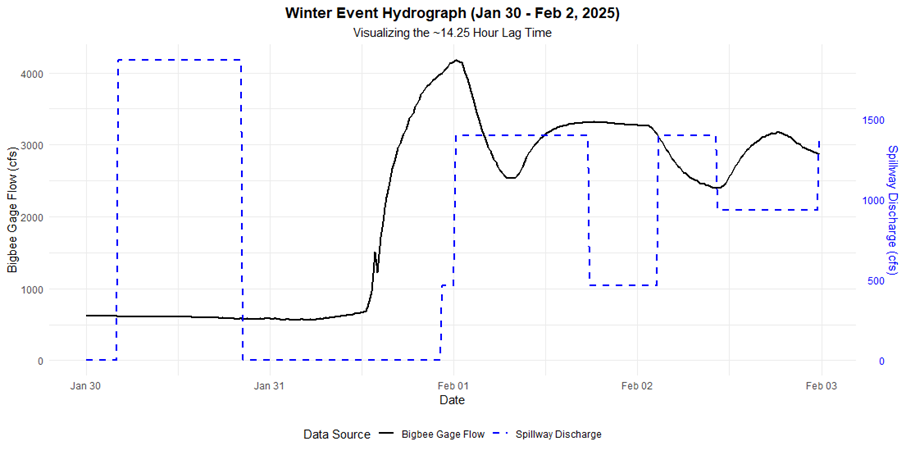 Winter Event Hydrograph (Jan 30 - Feb 2, 2025)
Visualizing the ~14.25 Hour Lag Time
Bigbee Gage Flow (cfs)
4000
3000
2000
1000
0
1500
1000
500
0
Spillway Discharge (cfs)
Jan 30
Jan 31
Feb 01
Feb 02
Feb 03
Date
Data Source
Bigbee Gage Flow
Spillway Discharge